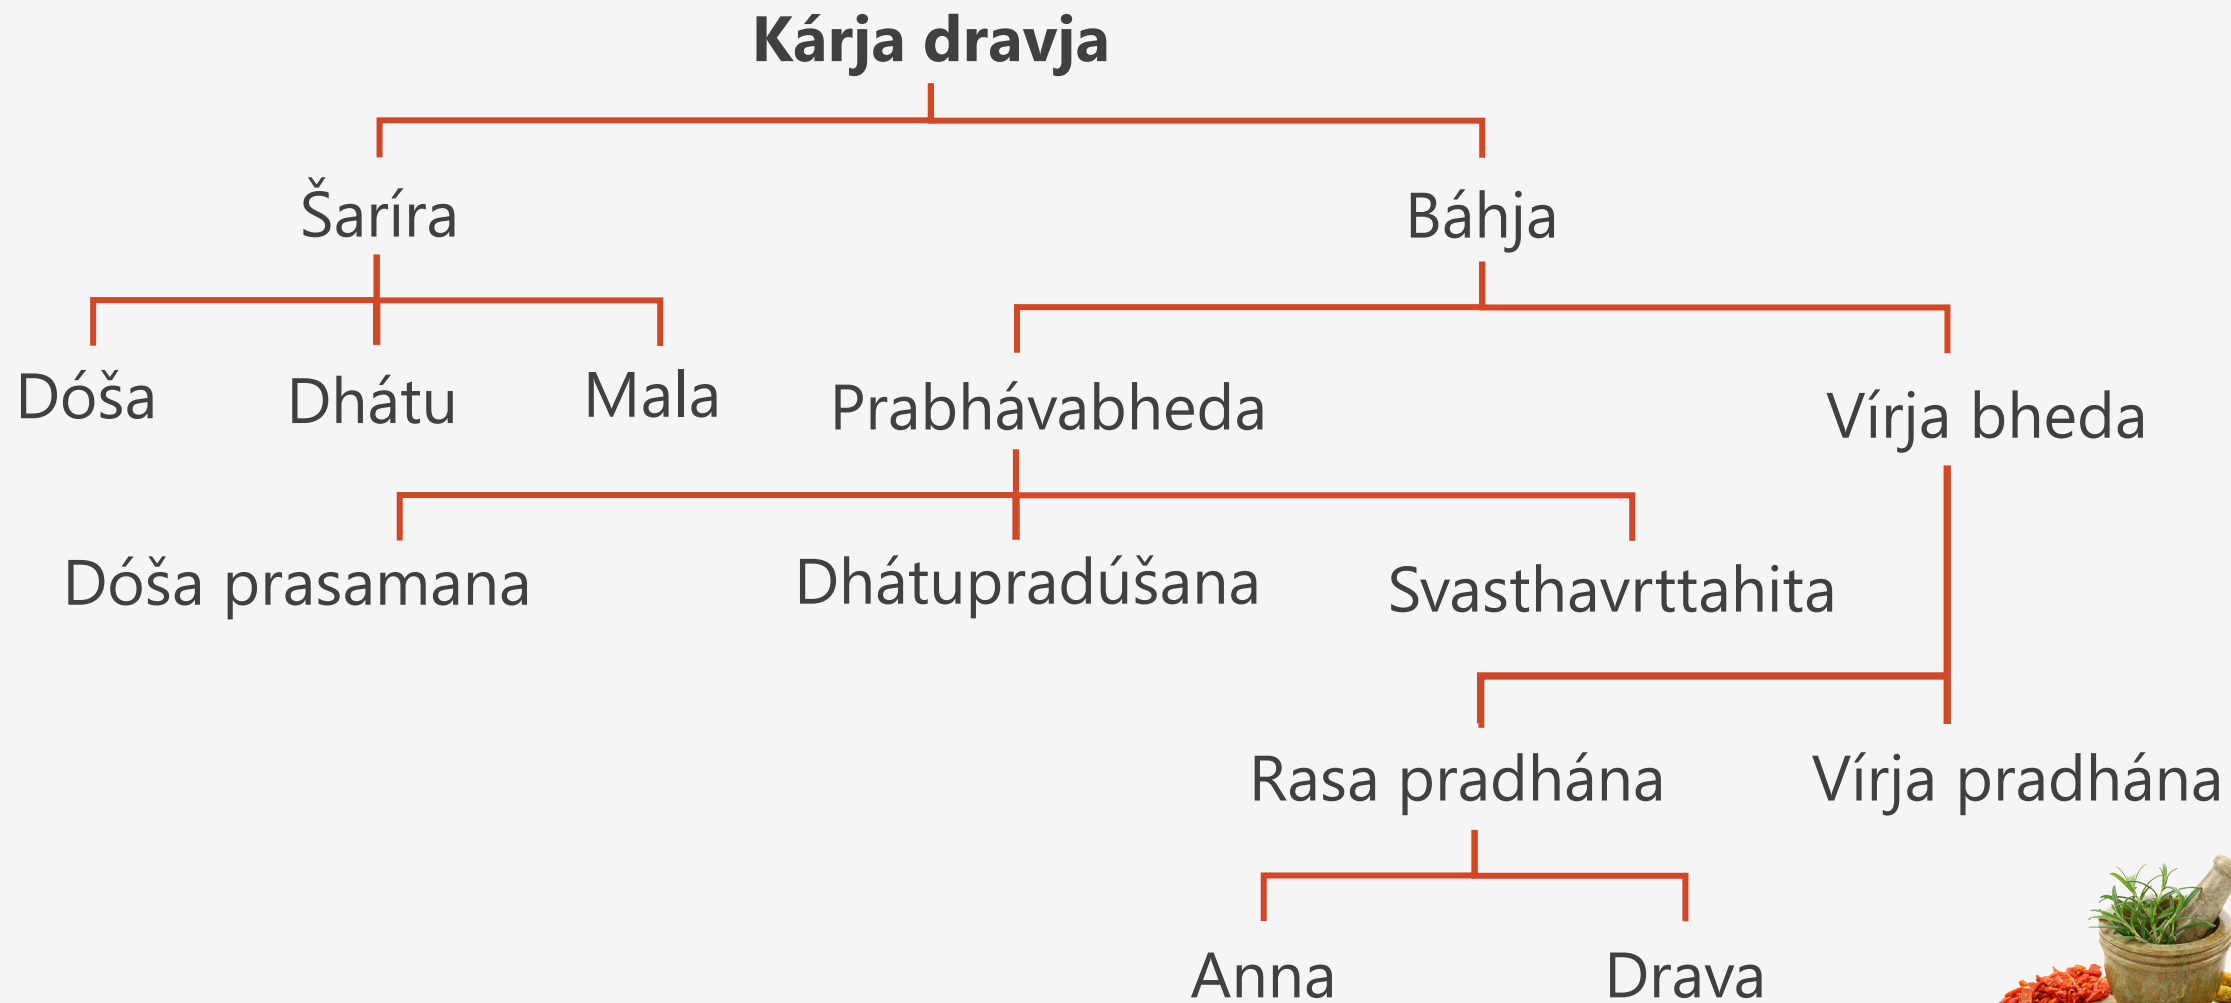 Kárja dravja
Šaríra
Báhja
Dóša
Dhátu
Mala
Prabhávabheda
Vírja bheda
Dóša prasamana
Dhátupradúšana
Svasthavrttahita
Rasa pradhána
Vírja pradhána
Anna
Drava